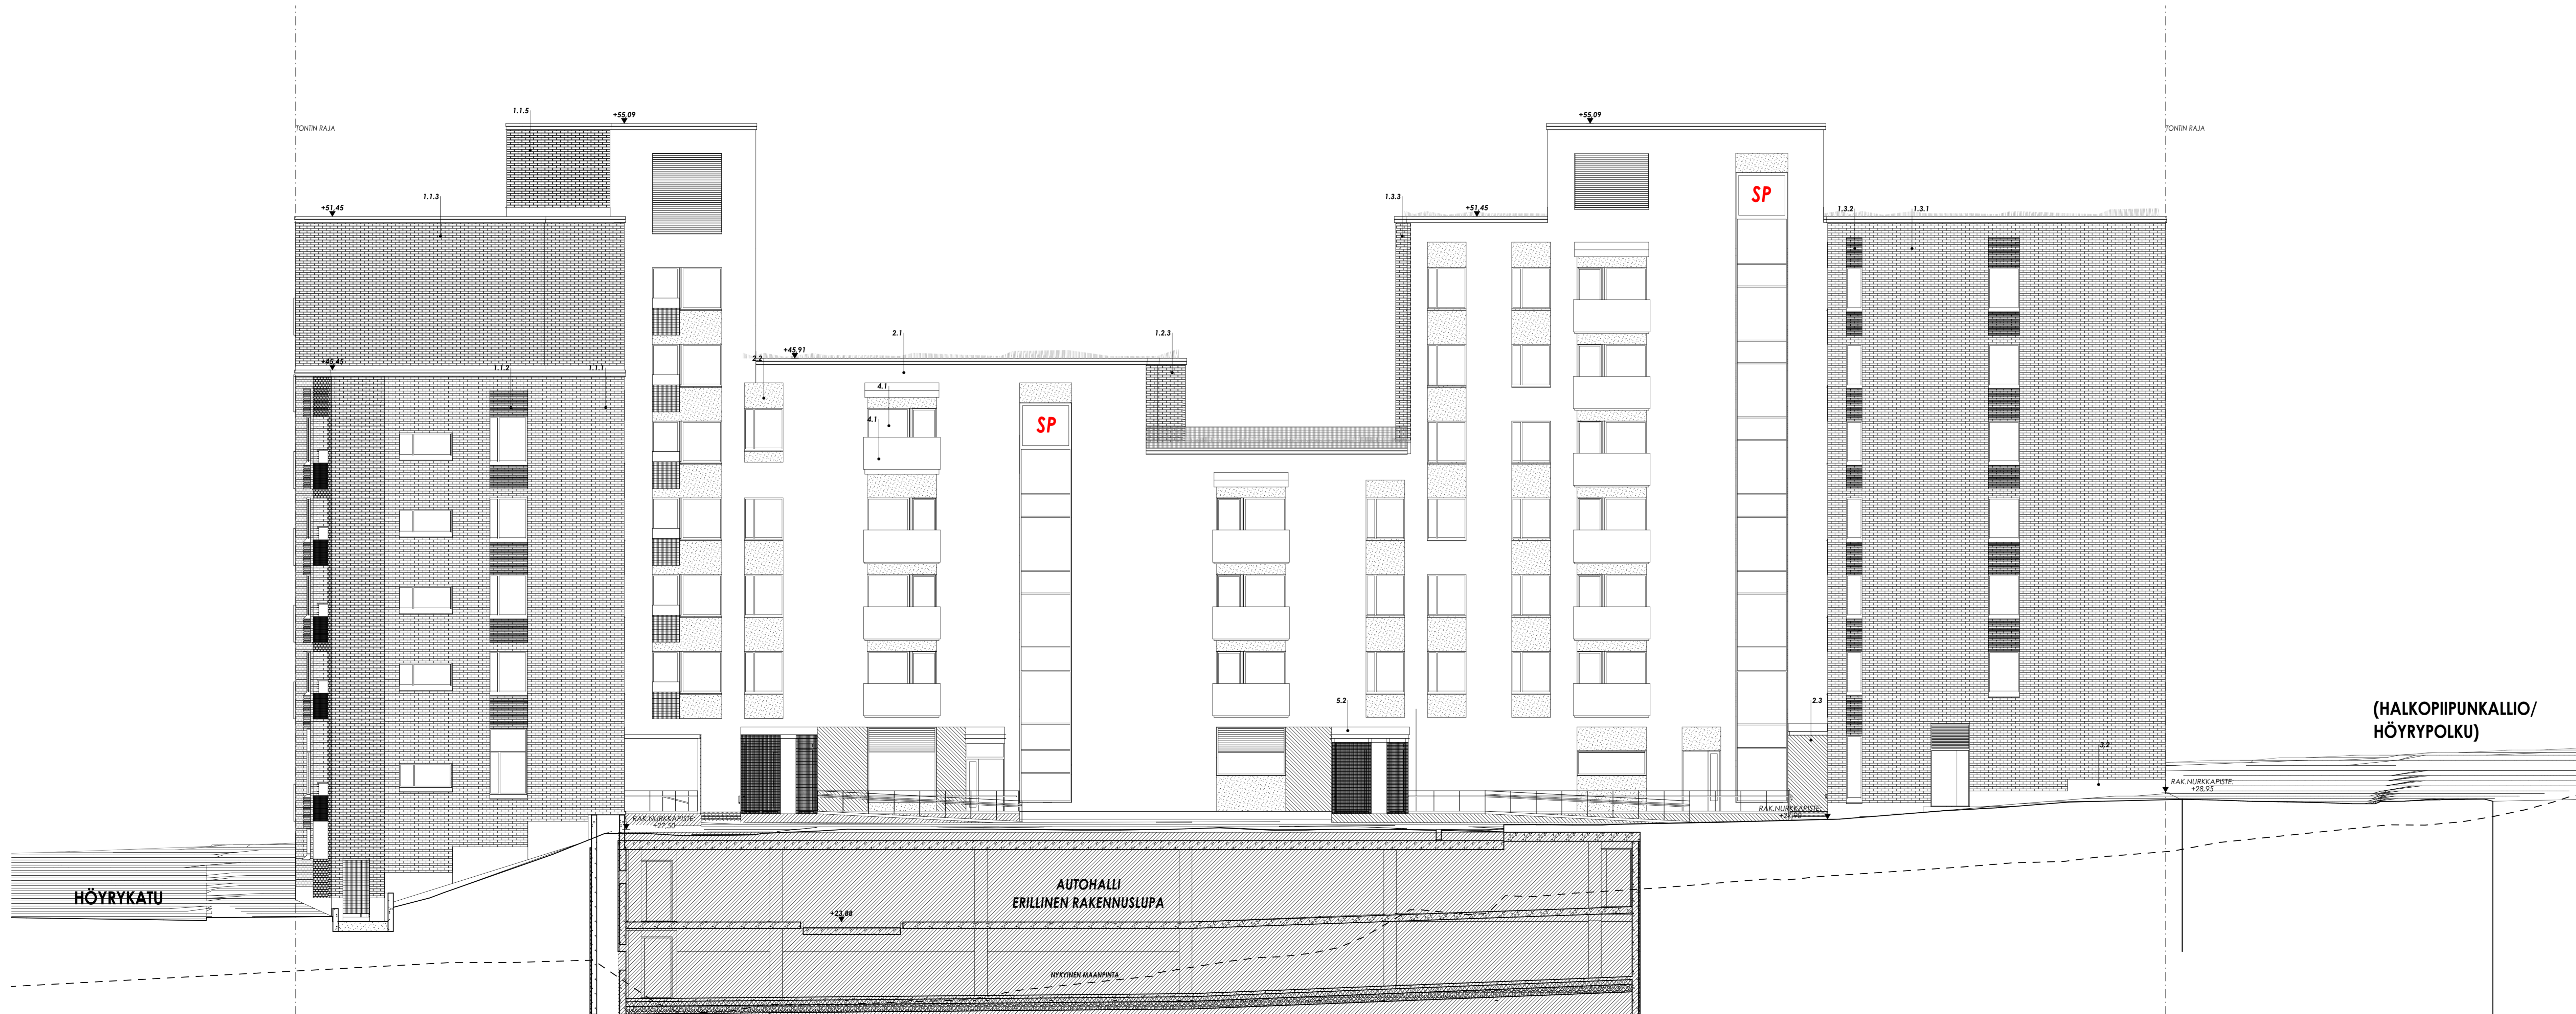 1.1.5
+55,09
+55,09
TONTIN RAJA
TONTIN RAJA
SP
1.1.3
1.3.3
+51,45
+51,45
1.3.2
1.3.1
2.1
1.2.3
+45,91
2.2
+45,45
1.1.2
1.1.1
4.1
4.1
SP
5.2
2.3
(HALKOPIIPUNKALLIO/
HÖYRYPOLKU)
3.2
RAK.NURKKAPISTE:
+28,95
RAK.NURKKAPISTE:
RAK.NURKKAPISTE:
+27,50
HÖYRYKATU
AUTOHALLI
ERILLINEN RAKENNUSLUPA
+23,88
NYKYINEN MAANPINTA